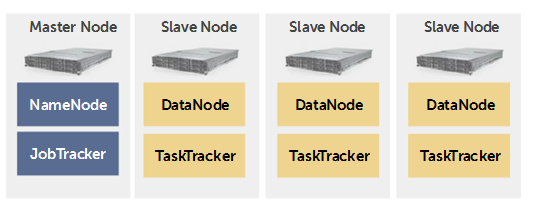 Master Node
Slave Node
Slave Node
Slave Node
NameNode
DataNode
DataNode
DataNode
JobTracker
TaskTracker
TaskTracker
TaskTracker